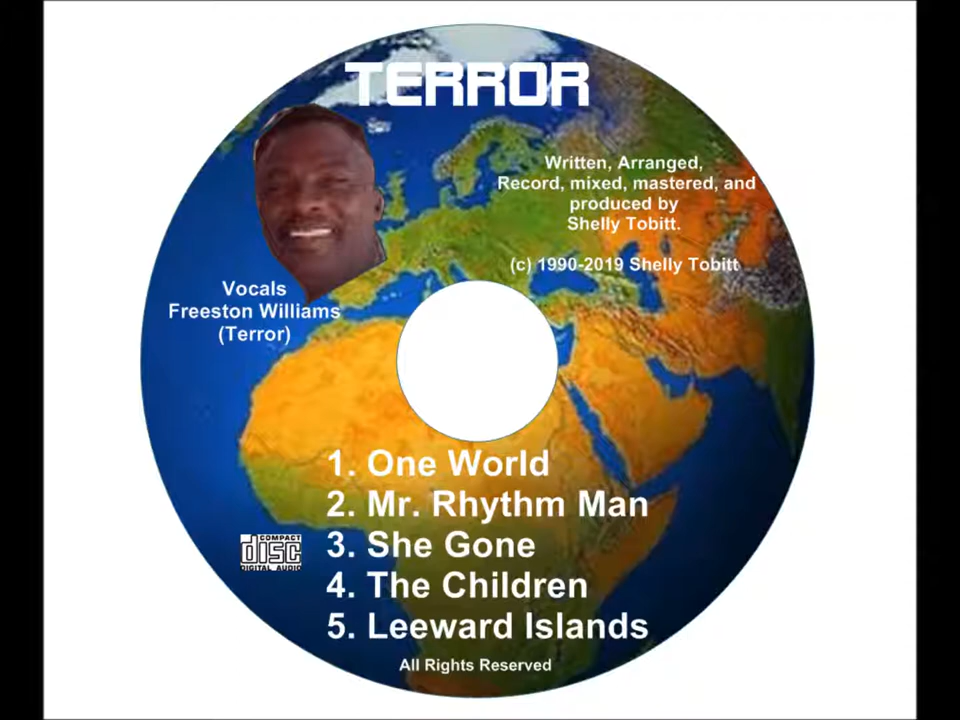 TERROR
Written, Arranged,
Record, mixed, mastered, and
produced by
Shelly Tobitt.
(c) 1990-2019 Shelly Tobitt
Vocals
Freeston Williams
(Terror)
1. One World
2. Mr. Rhythm Man
3. She Gone
4. The Children
5. Leeward Islands
COMPACT
disc
DIGITAL AUDIO
All Rights Reserved